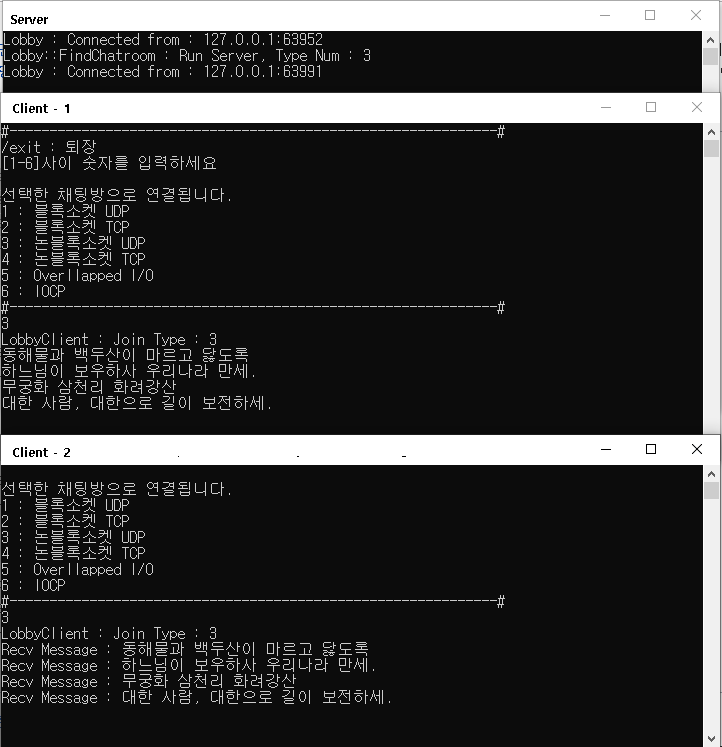 Server
Lobby : Connected from : 127.0.0.1:63952
Lobby::FindChatroom : Run Server, Type Num : 3
Lobby : Connected from : 127.0.0.1:63991
Client - 1
#-------------------------------------------------------------#
/exit : 퇴장
[1-6]사이 숫자를 입력하세요
선택한 채팅방으로 연결됩니다.
1 : 블록소켓 UDP
2 : 블록소켓 TCP
3 : 논블록소켓 UDP
4 : 논블록소켓 TCP
5 : Overllapped I/O
6 : IOCP
#-------------------------------------------------------------#
3
LobbyClient : Join Type : 3
동해물과 백두산이 마르고 닳도록
하느님이 보우하사 우리나라 만세.
무궁화 삼천리 화려강산
대한 사람, 대한으로 길이 보전하세.
Client - 2
선택한 채팅방으로 연결됩니다.
1 : 블록소켓 UDP
2 : 블록소켓 TCP
3 : 논블록소켓 UDP
4 : 논블록소켓 TCP
5 : Overllapped I/O
6 : IOCP
#-------------------------------------------------------------#
3
LobbyClient : Join Type : 3
Recv Message : 동해물과 백두산이 마르고 닳도록
Recv Message : 하느님이 보우하사 우리나라 만세.
Recv Message : 무궁화 삼천리 화려강산
Recv Message : 대한 사람, 대한으로 길이 보전하세.